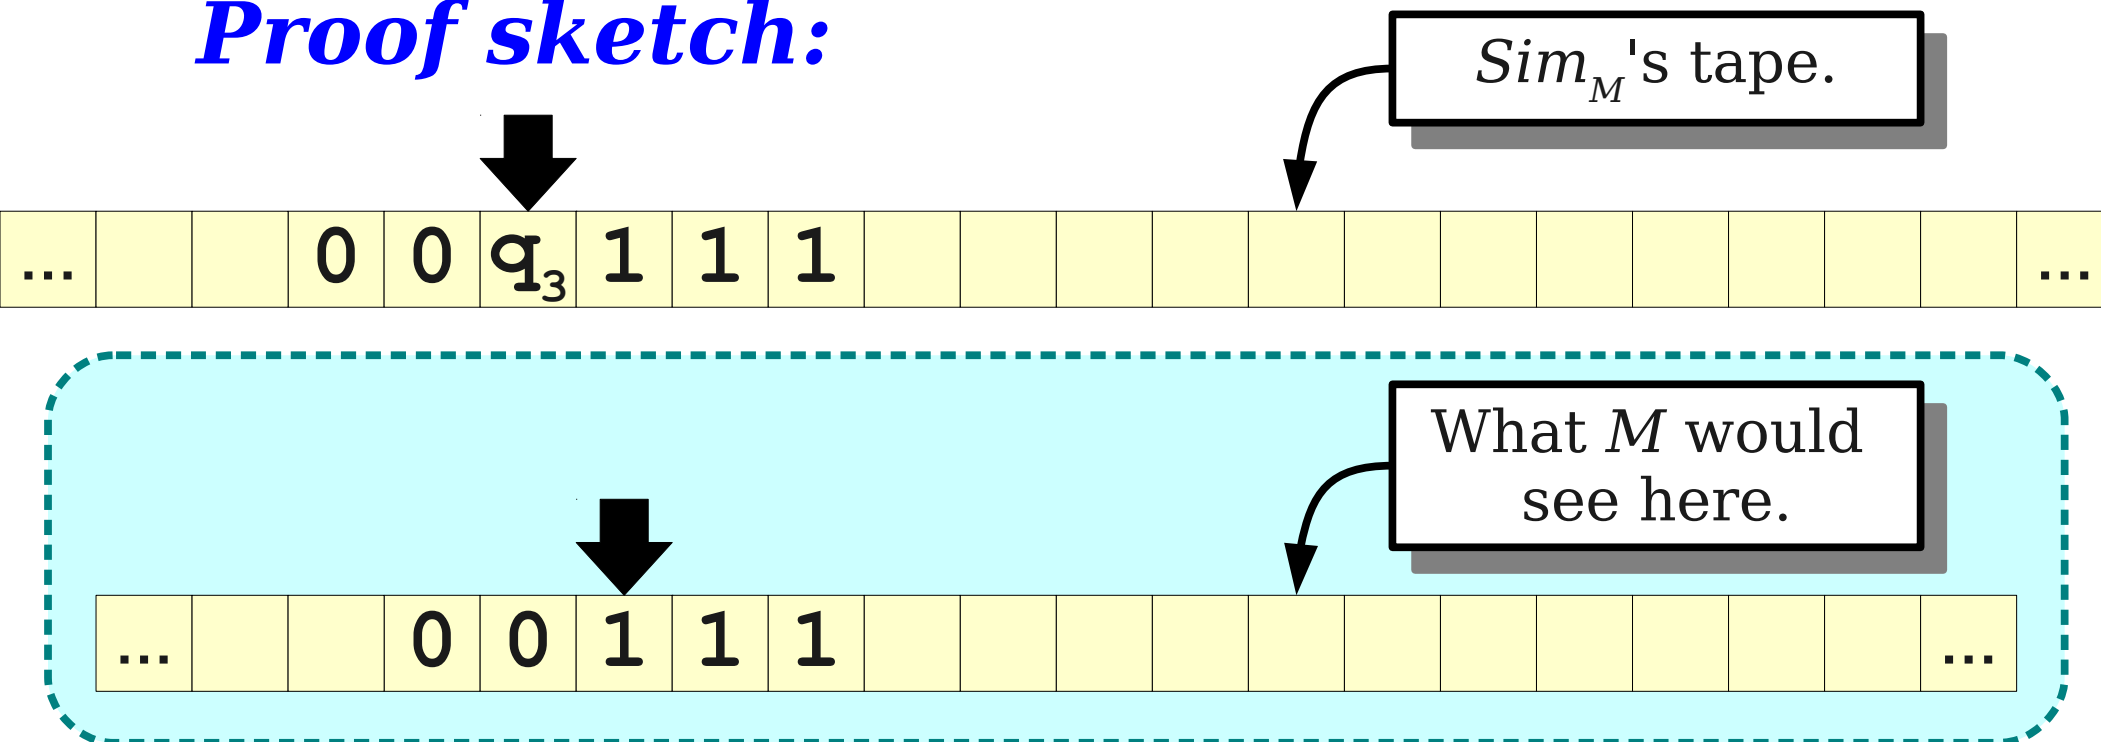 Proof sketch:
Sim_M's tape.
... 0 0 q₃ 1 1 1 ...
What M would
see here.
... 0 0 1 1 1 ...